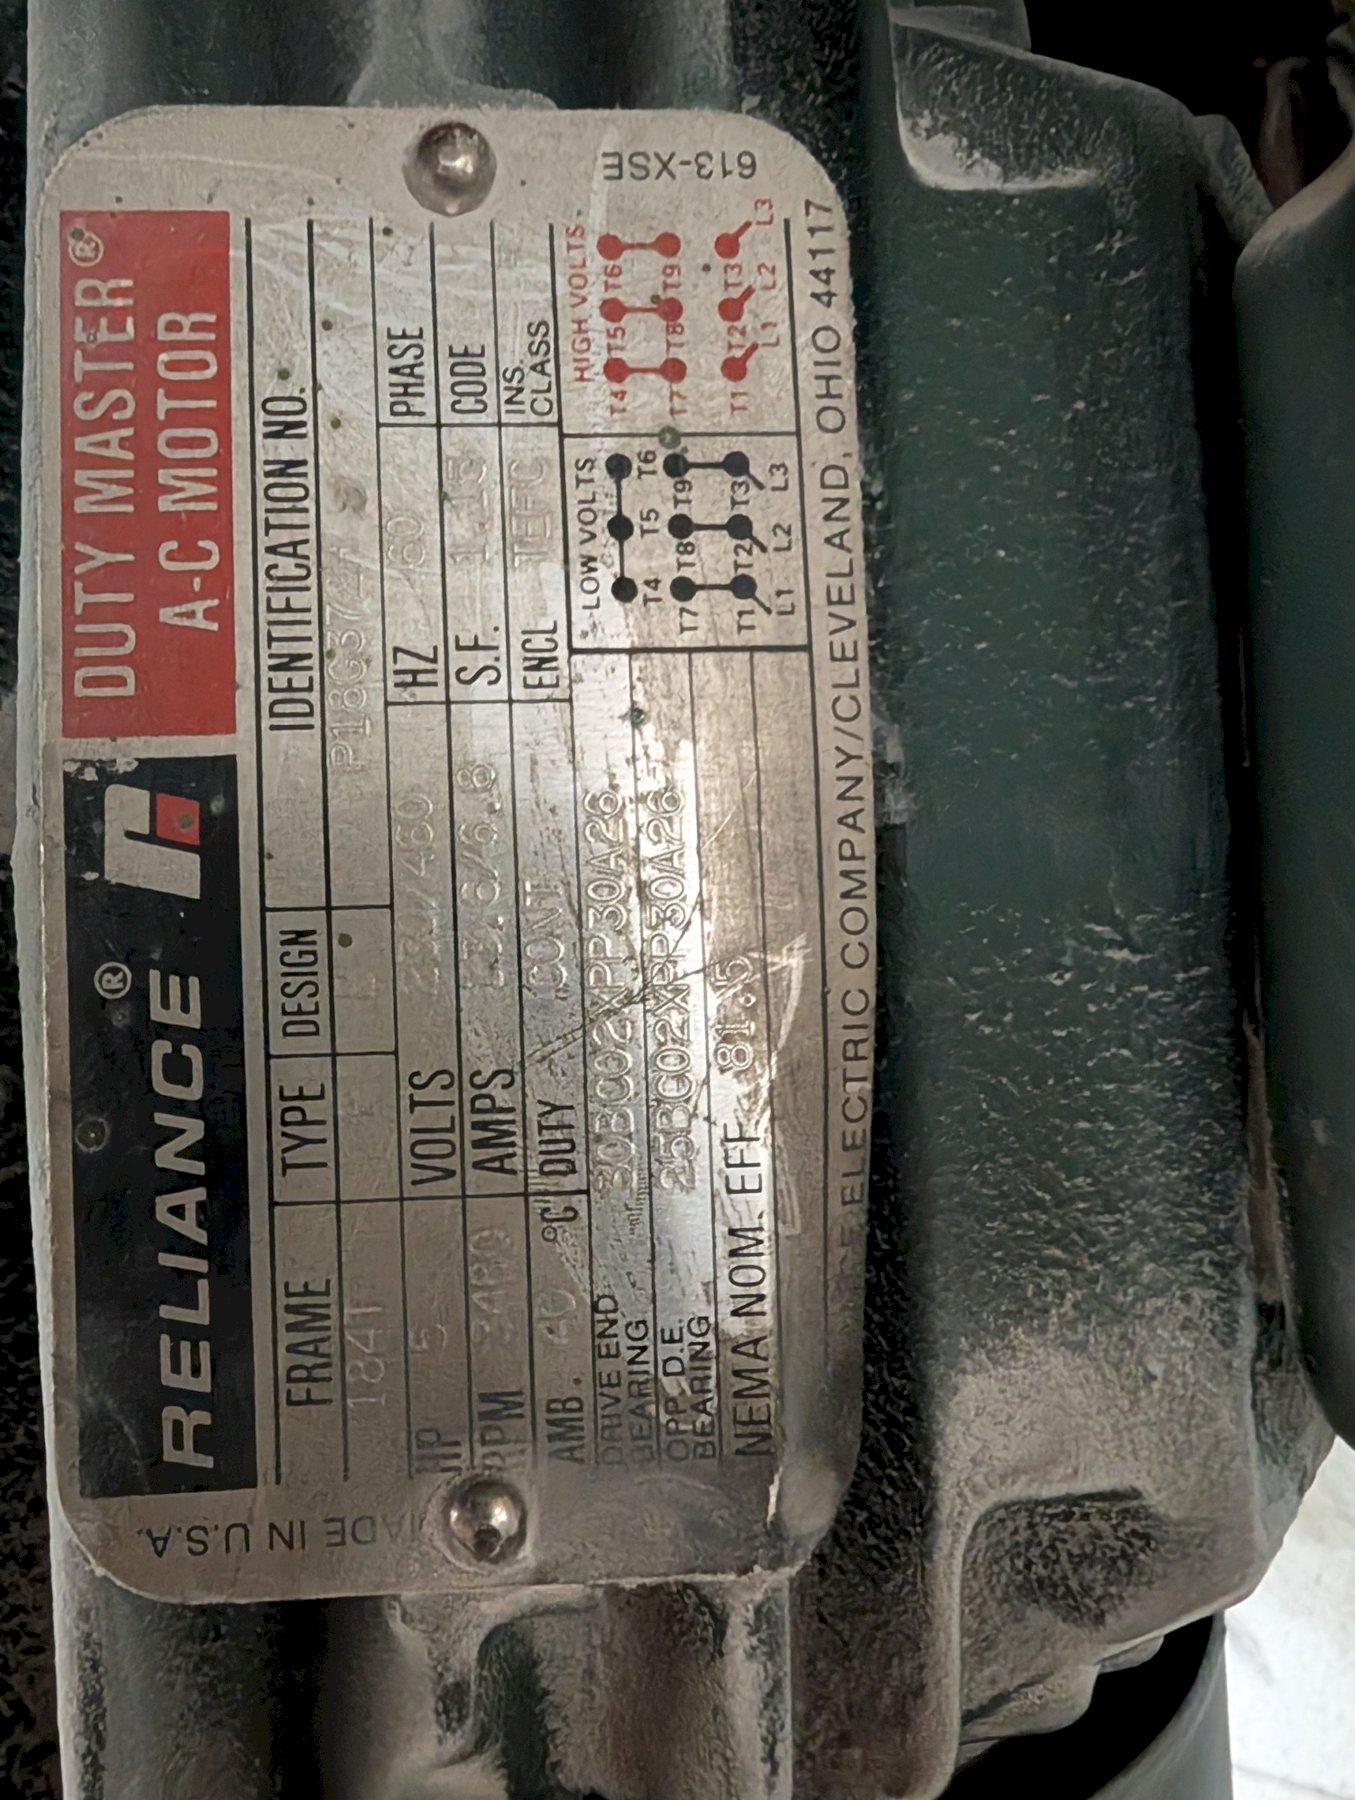 RELIANCE®
DUTY MASTER®
A-C MOTOR
FRAME TYPE DESIGN IDENTIFICATION NO.
184T P18G37
HP 5 VOLTS 230/460 HZ 60 PHASE
RPM AMPS S.F. 1.15 CODE
AMB. 40 °C DUTY CONT ENCL TEFC INS. CLASS
DRIVE END BEARING 30BC02XPP30A26
OPP D.E. BEARING 25BC02XPP30A26
NEMA NOM. EFF. 81.5
LOW VOLTS
T4 T5 T6
T7 T8 T9
T1 T2 T3
L1 L2 L3
HIGH VOLTS.
T4 T5 T6
T7 T8 T9
T1 T2 T3
L1 L2 L3
ELECTRIC COMPANY/CLEVELAND, OHIO 44117
MADE IN U.S.A.
613-XSE